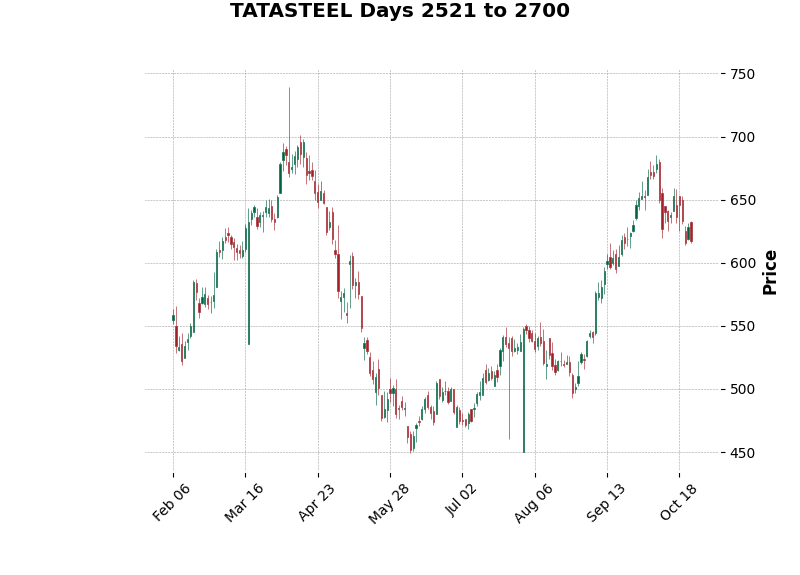 TATASTEEL Days 2521 to 2700
750
700
650
600
550
500
450
Price
Feb 06
Mar 16
Apr 23
May 28
Jul 02
Aug 06
Sep 13
Oct 18